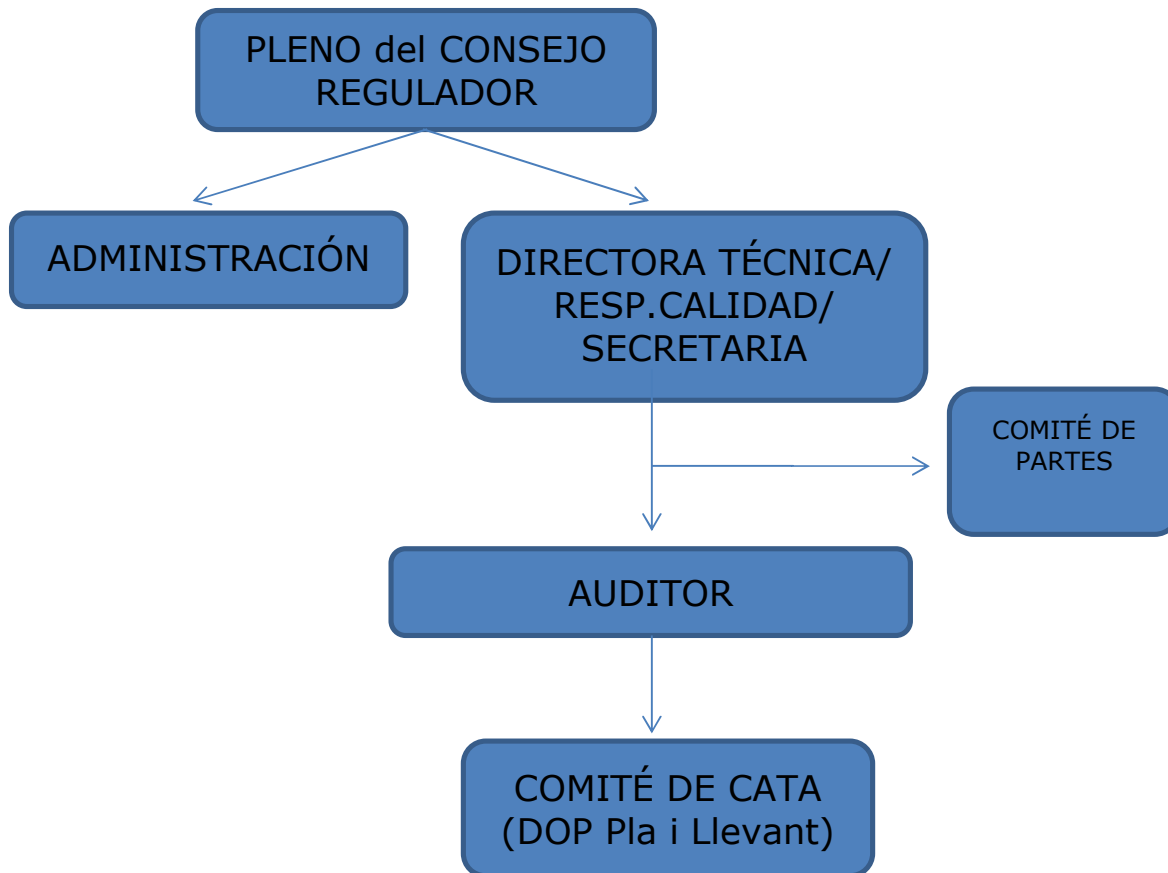 PLENO del CONSEJO
REGULADOR
ADMINISTRACIÓN
DIRECTORA TÉCNICA/
RESP.CALIDAD/
SECRETARIA
COMITÉ DE
PARTES
AUDITOR
COMITÉ DE CATA
(DOP Pla i Llevant)